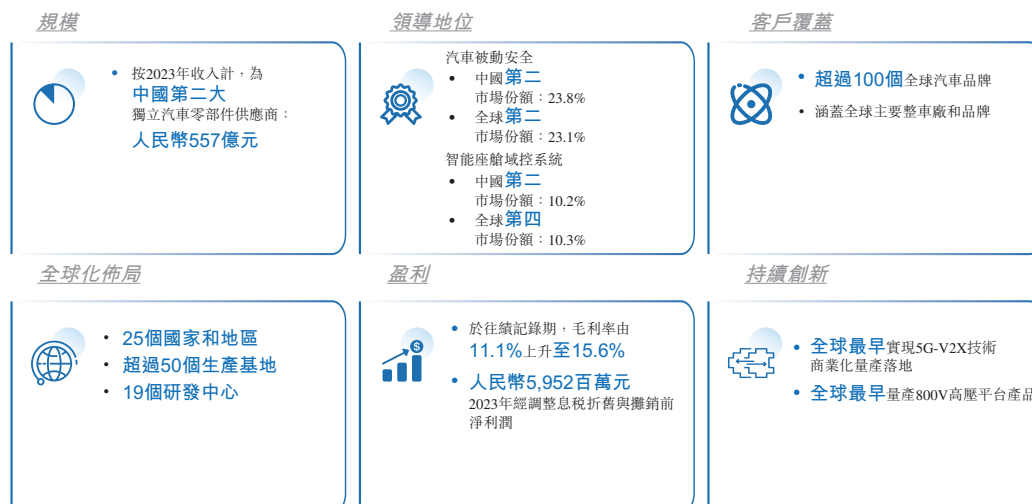 規模
• 按2023年收入計，為
中國第二大
獨立汽車零部件供應商：
人民幣557億元
領導地位
汽車被動安全
• 中國第二
市場份額：23.8%
• 全球第二
市場份額：23.1%
智能座艙域控系統
• 中國第二
市場份額：10.2%
• 全球第四
市場份額：10.3%
客戶覆蓋
• 超過100個全球汽車品牌
• 涵蓋全球主要整車廠和品牌
全球化佈局
• 25個國家和地區
• 超過50個生產基地
• 19個研發中心
盈利
• 於往績記錄期，毛利率由
11.1%上升至15.6%
• 人民幣5,952百萬元
2023年經調整息税折舊與攤銷前
淨利潤
$
持續創新
• 全球最早實現5G-V2X技術
商業化量產落地
• 全球最早量產800V高壓平台產品